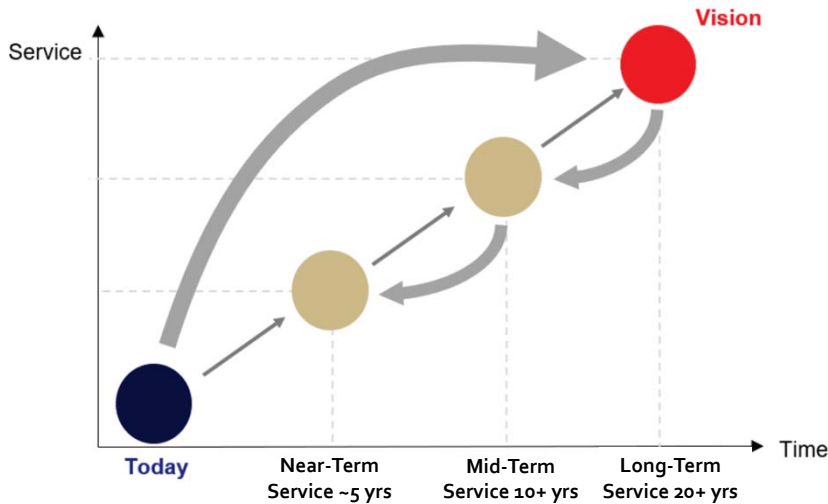 Vision
Service
Time
Today
Near-Term
Service ~5 yrs
Mid-Term
Service 10+ yrs
Long-Term
Service 20+ yrs